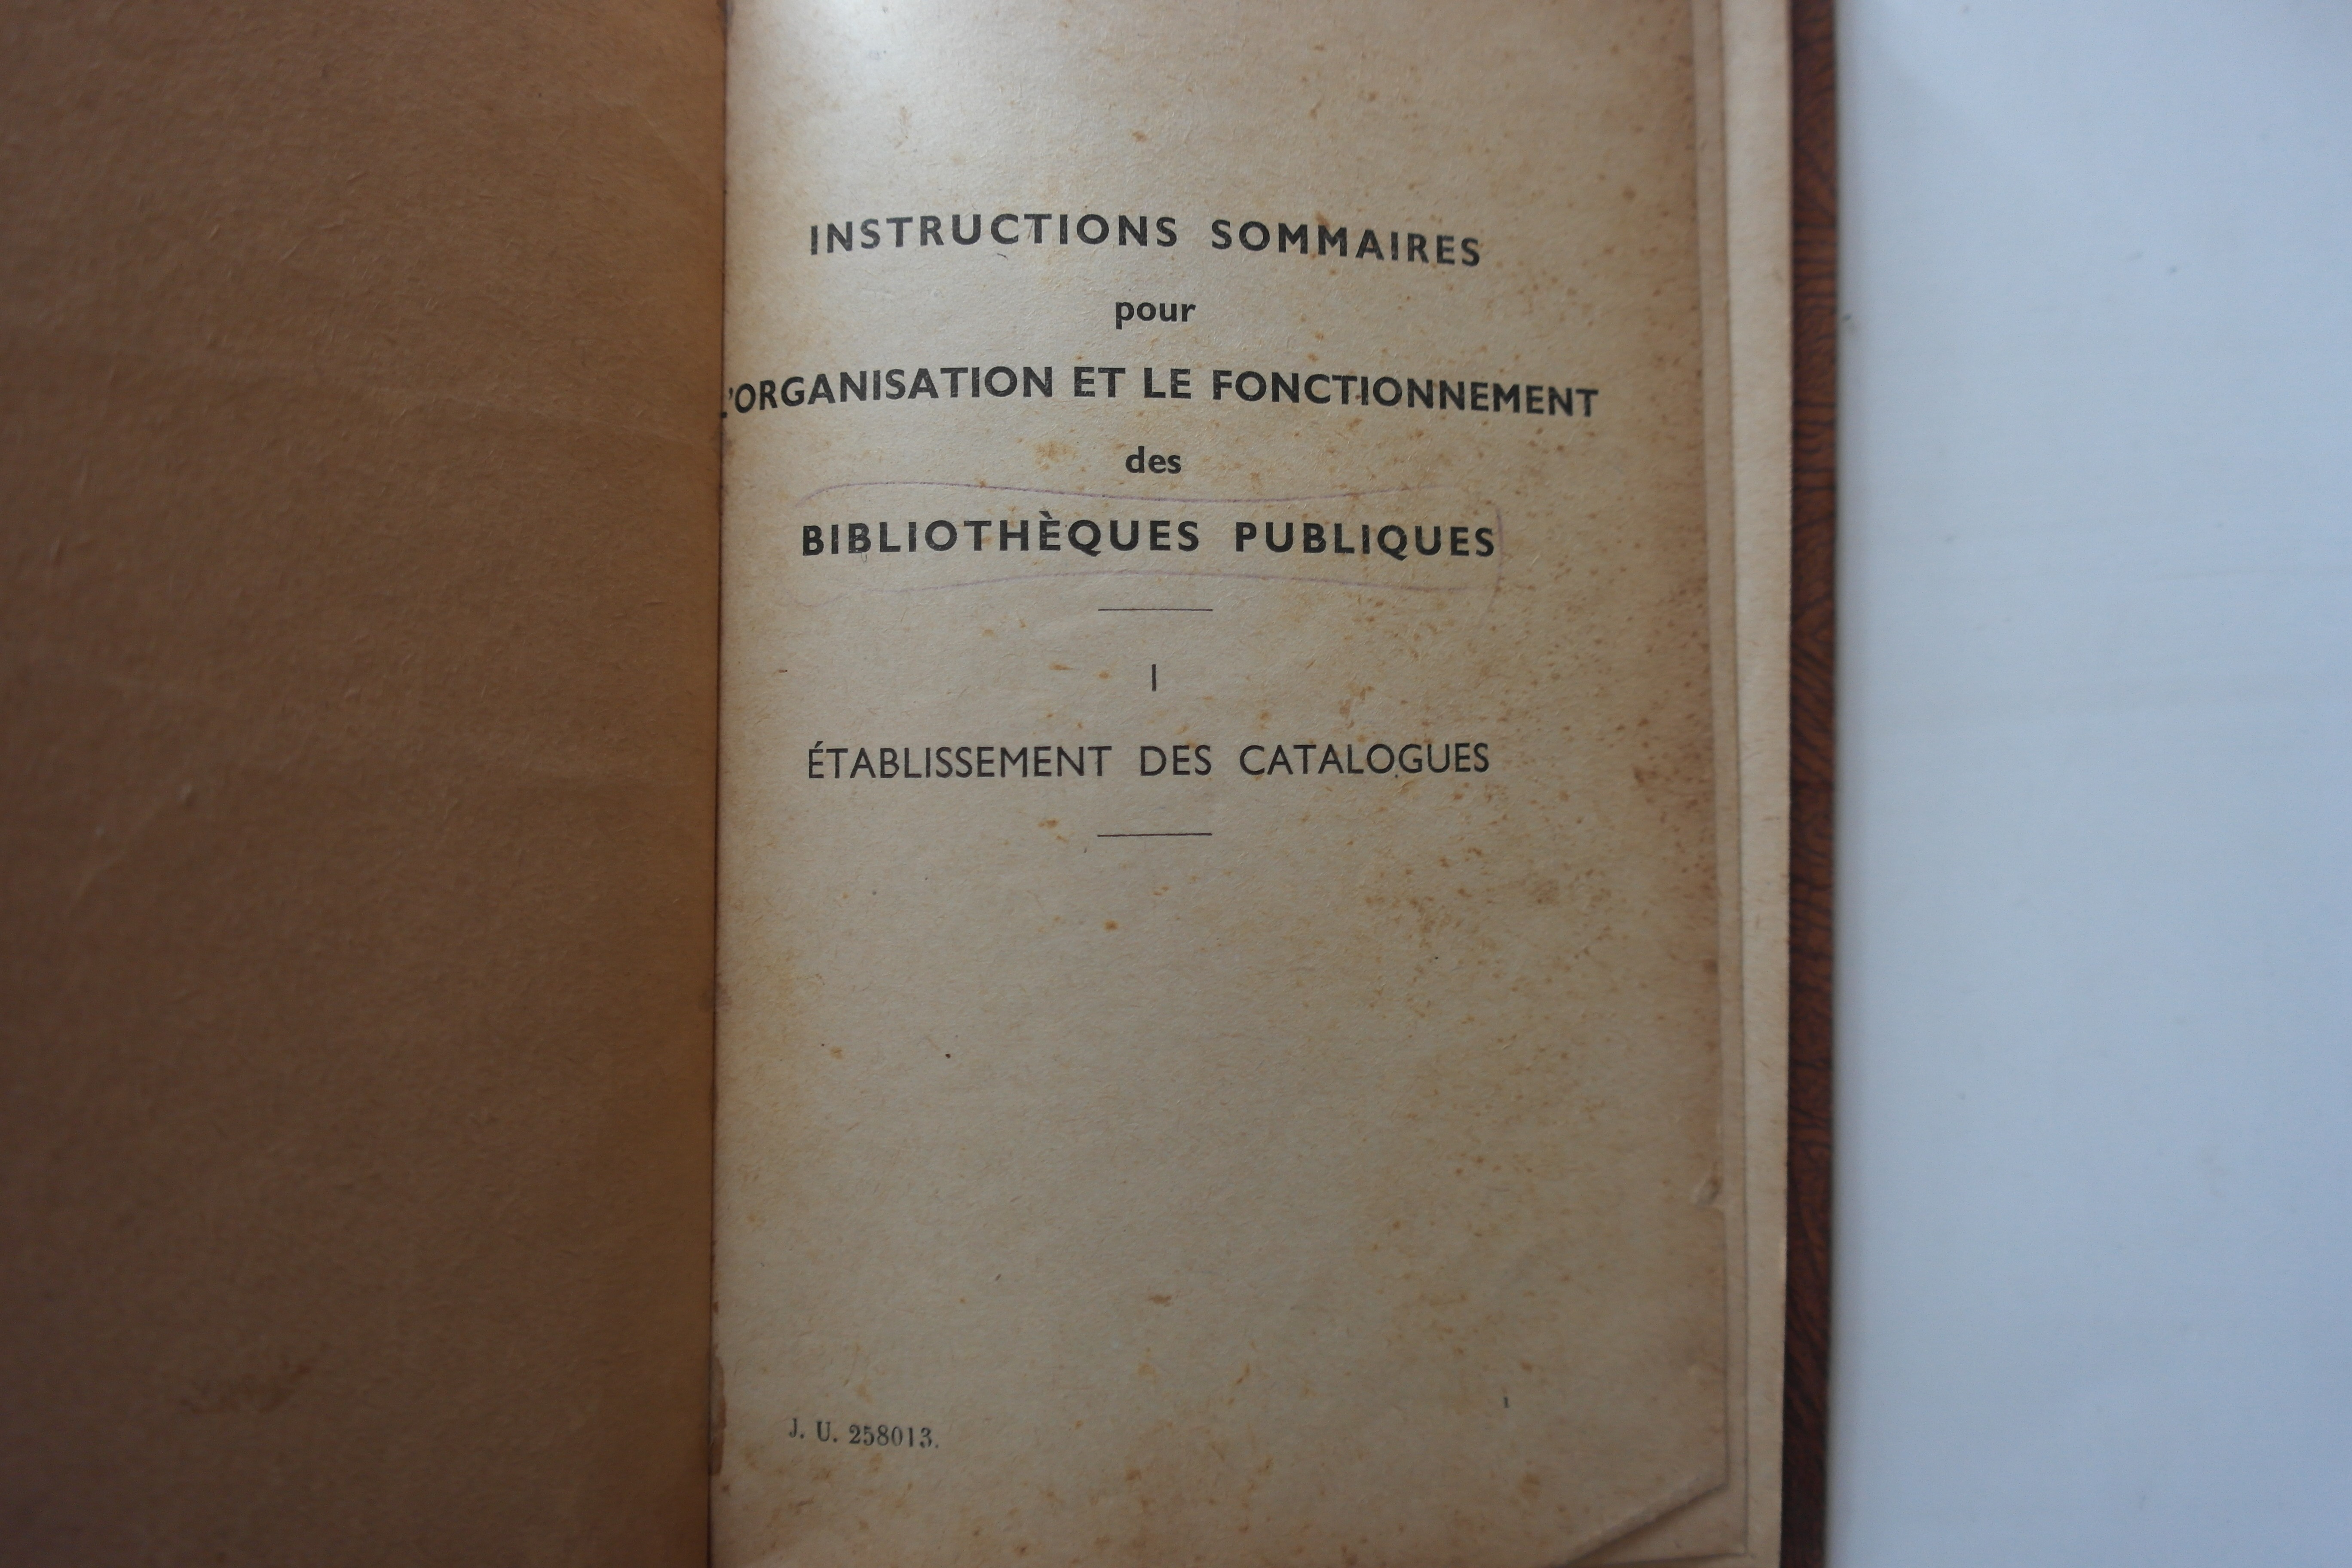 INSTRUCTIONS SOMMAIRES
pour
L'ORGANISATION ET LE FONCTIONNEMENT
des
BIBLIOTHÈQUES PUBLIQUES
I
ÉTABLISSEMENT DES CATALOGUES
J. U. 258013.